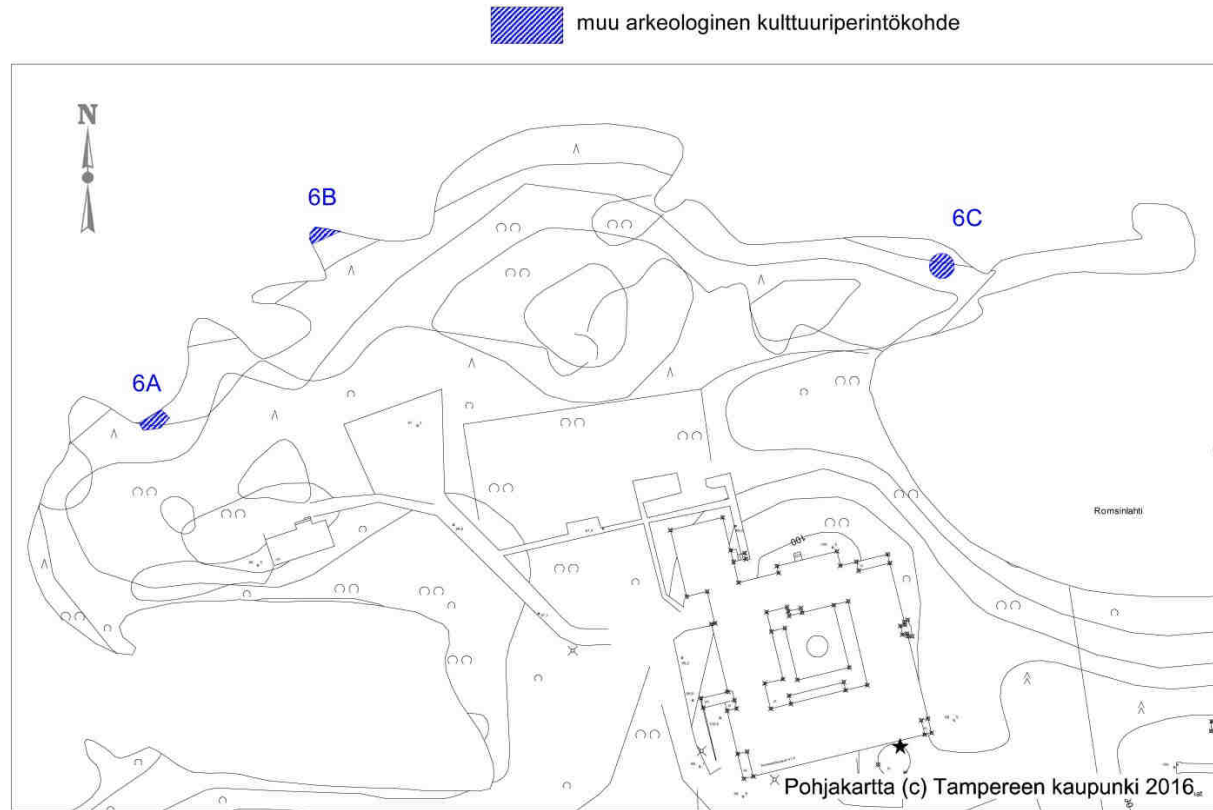 muu arkeologinen kulttuuriperintökohde
N
6B
6C
6A
Romsinlahti
100
Pohjakartta (c) Tampereen kaupunki 2016